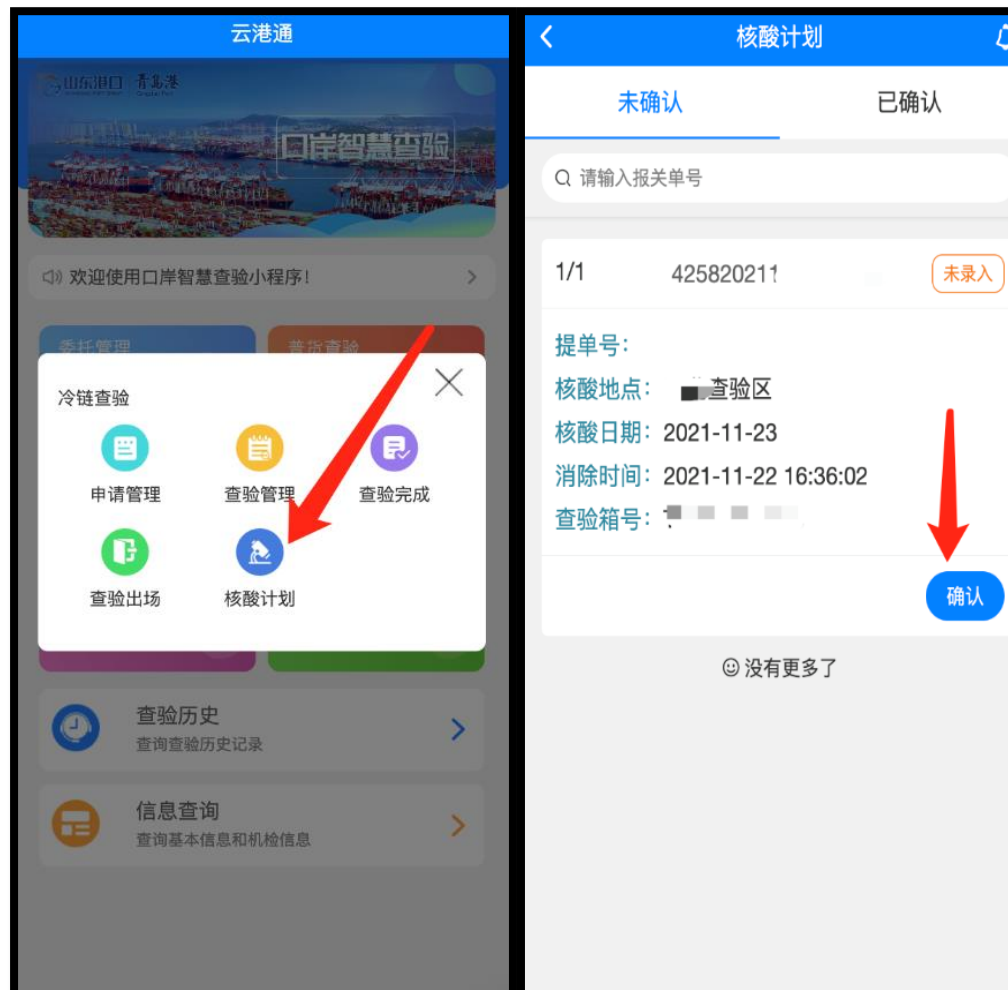 云港通
山东港口 青岛港
口岸智慧查验
欢迎使用口岸智慧查验小程序!
委托管理
普货查验
冷链查验
申请管理
查验管理
查验完成
查验出场
核酸计划
查验历史
查询查验历史记录
信息查询
查询基本信息和机检信息
核酸计划
未确认
已确认
请输入报关单号
1/1
425820211
未录入
提单号:
核酸地点: 查验区
核酸日期: 2021-11-23
消除时间: 2021-11-22 16:36:02
查验箱号:
确认
没有更多了